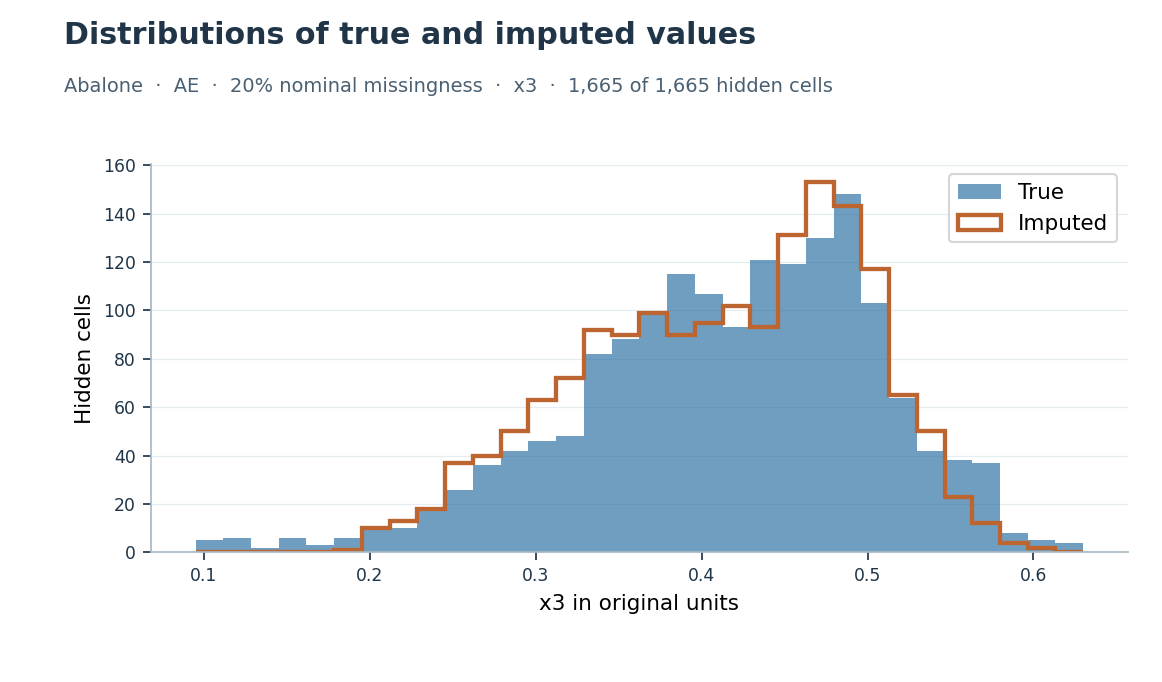 Distributions of true and imputed values
Abalone · AE · 20% nominal missingness · x3 · 1,665 of 1,665 hidden cells
160
140
120
100
80
60
40
20
0
Hidden cells
True
Imputed
0.1 0.2 0.3 0.4 0.5 0.6
x3 in original units